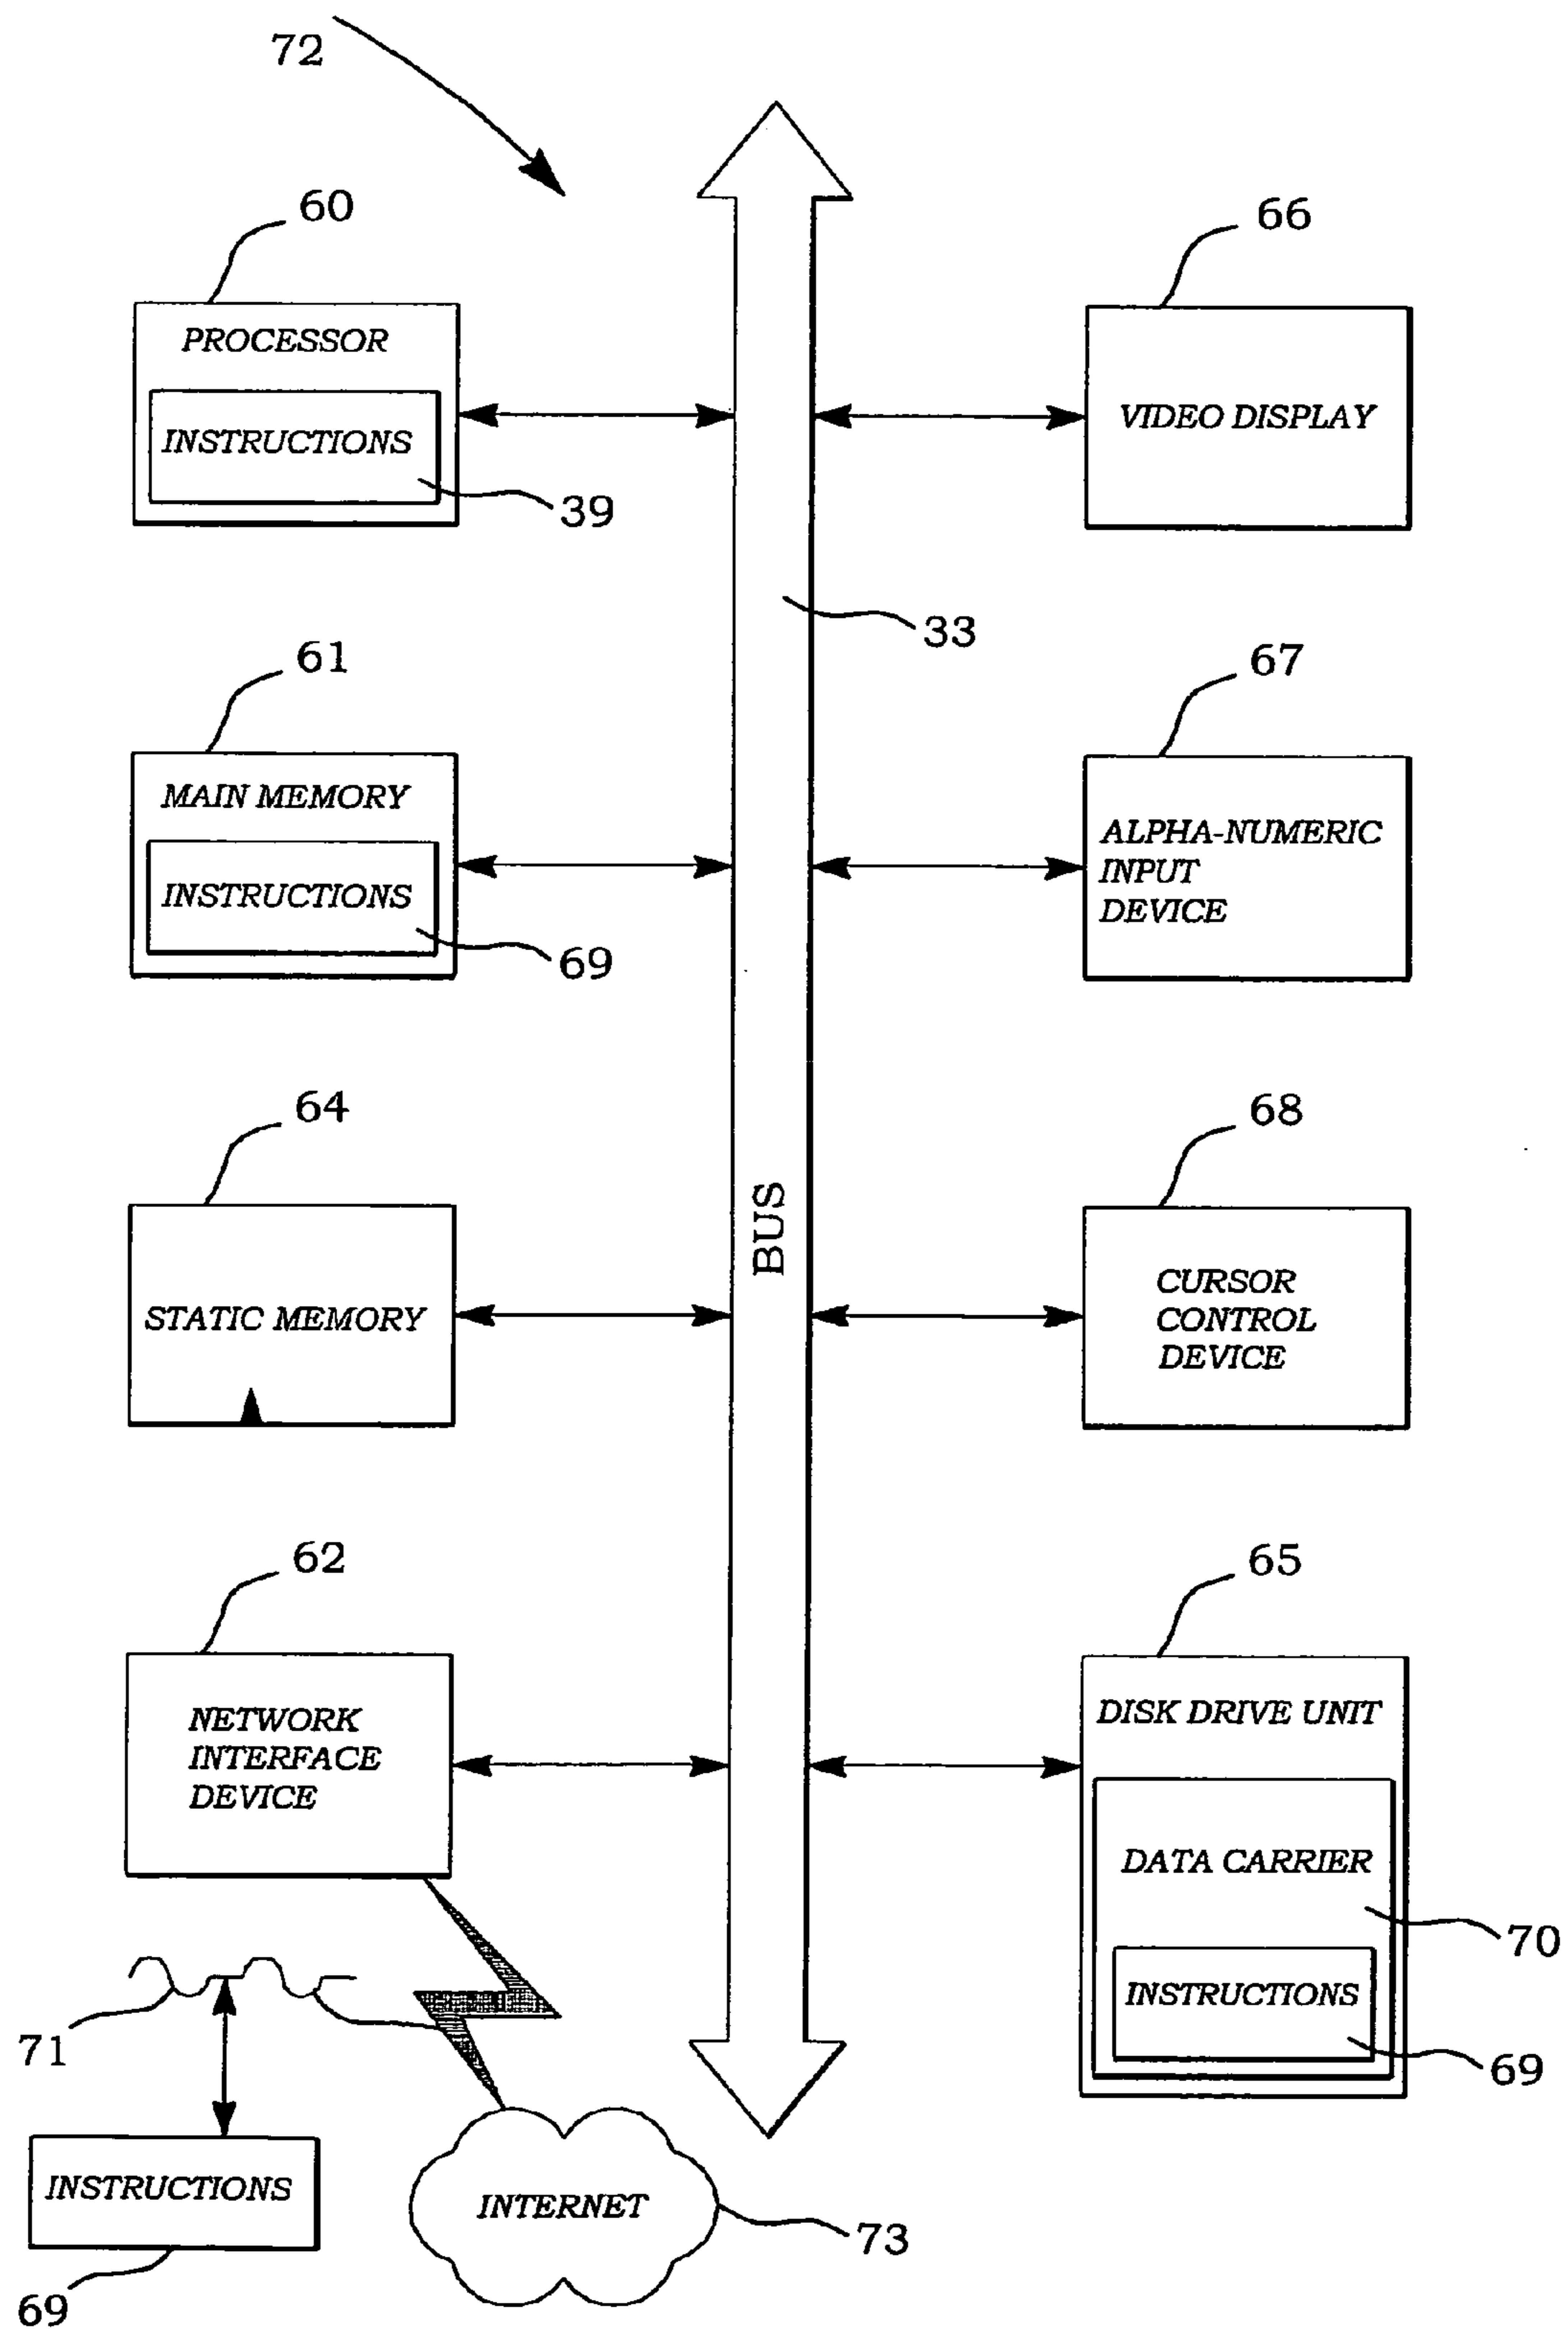 72
60
PROCESSOR
INSTRUCTIONS
39
66
VIDEO DISPLAY
33
61
MAIN MEMORY
INSTRUCTIONS
69
67
ALPHA-NUMERIC
INPUT
DEVICE
64
STATIC MEMORY
BUS
68
CURSOR
CONTROL
DEVICE
62
NETWORK
INTERFACE
DEVICE
65
DISK DRIVE UNIT
DATA CARRIER
70
INSTRUCTIONS
69
71
INSTRUCTIONS
69
INTERNET
73